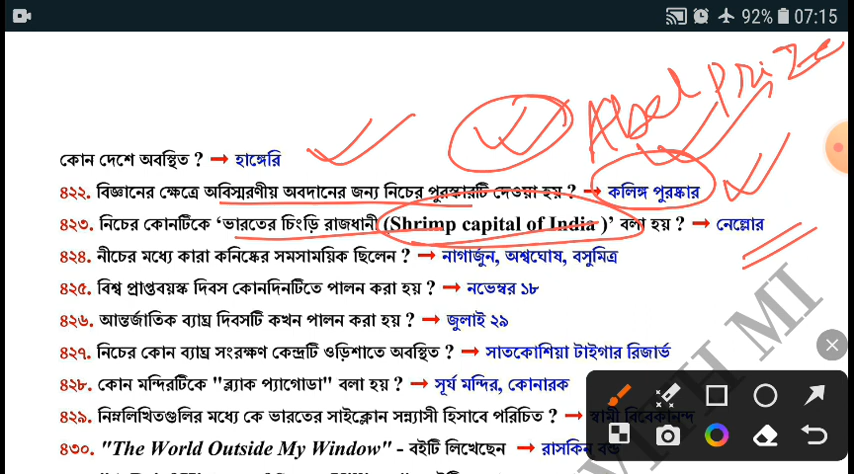 92% 07:15
Abel Prize
কোন দেশে অবস্থিত ? → হাঙ্গেরি
৪২২. বিজ্ঞানের ক্ষেত্রে অবিস্মরণীয় অবদানের জন্য নিচের পুরস্কারটি দেওয়া হয় ? → কলিঙ্গ পুরষ্কার
৪২৩. নিচের কোনটিকে ‘ভারতের চিংড়ি রাজধানী (Shrimp capital of India )’ বলা হয় ? → নেল্লোর
৪২৪. নীচের মধ্যে কারা কনিষ্কের সমসাময়িক ছিলেন ? → নাগার্জুন, অশ্বঘোষ, বসুমিত্র
৪২৫. বিশ্ব প্রাপ্তবয়স্ক দিবস কোনদিনটিতে পালন করা হয় ? → নভেম্বর ১৮
৪২৬. আন্তর্জাতিক ব্যাঘ্র দিবসটি কখন পালন করা হয় ? → জুলাই ২৯
৪২৭. নিচের কোন ব্যাঘ্র সংরক্ষণ কেন্দ্রটি ওড়িশাতে অবস্থিত ? → সাতকোশিয়া টাইগার রিজার্ভ
৪২৮. কোন মন্দিরটিকে "ব্ল্যাক প্যাগোডা" বলা হয় ? → সূর্য মন্দির, কোনারক
৪২৯. নিম্নলিখিতগুলির মধ্যে কে ভারতের সাইক্লোন সন্ন্যাসী হিসাবে পরিচিত ? → স্বামী বিবেকানন্দ
৪৩০. "The World Outside My Window" - বইটি লিখেছেন → রাসকিন বন্ড